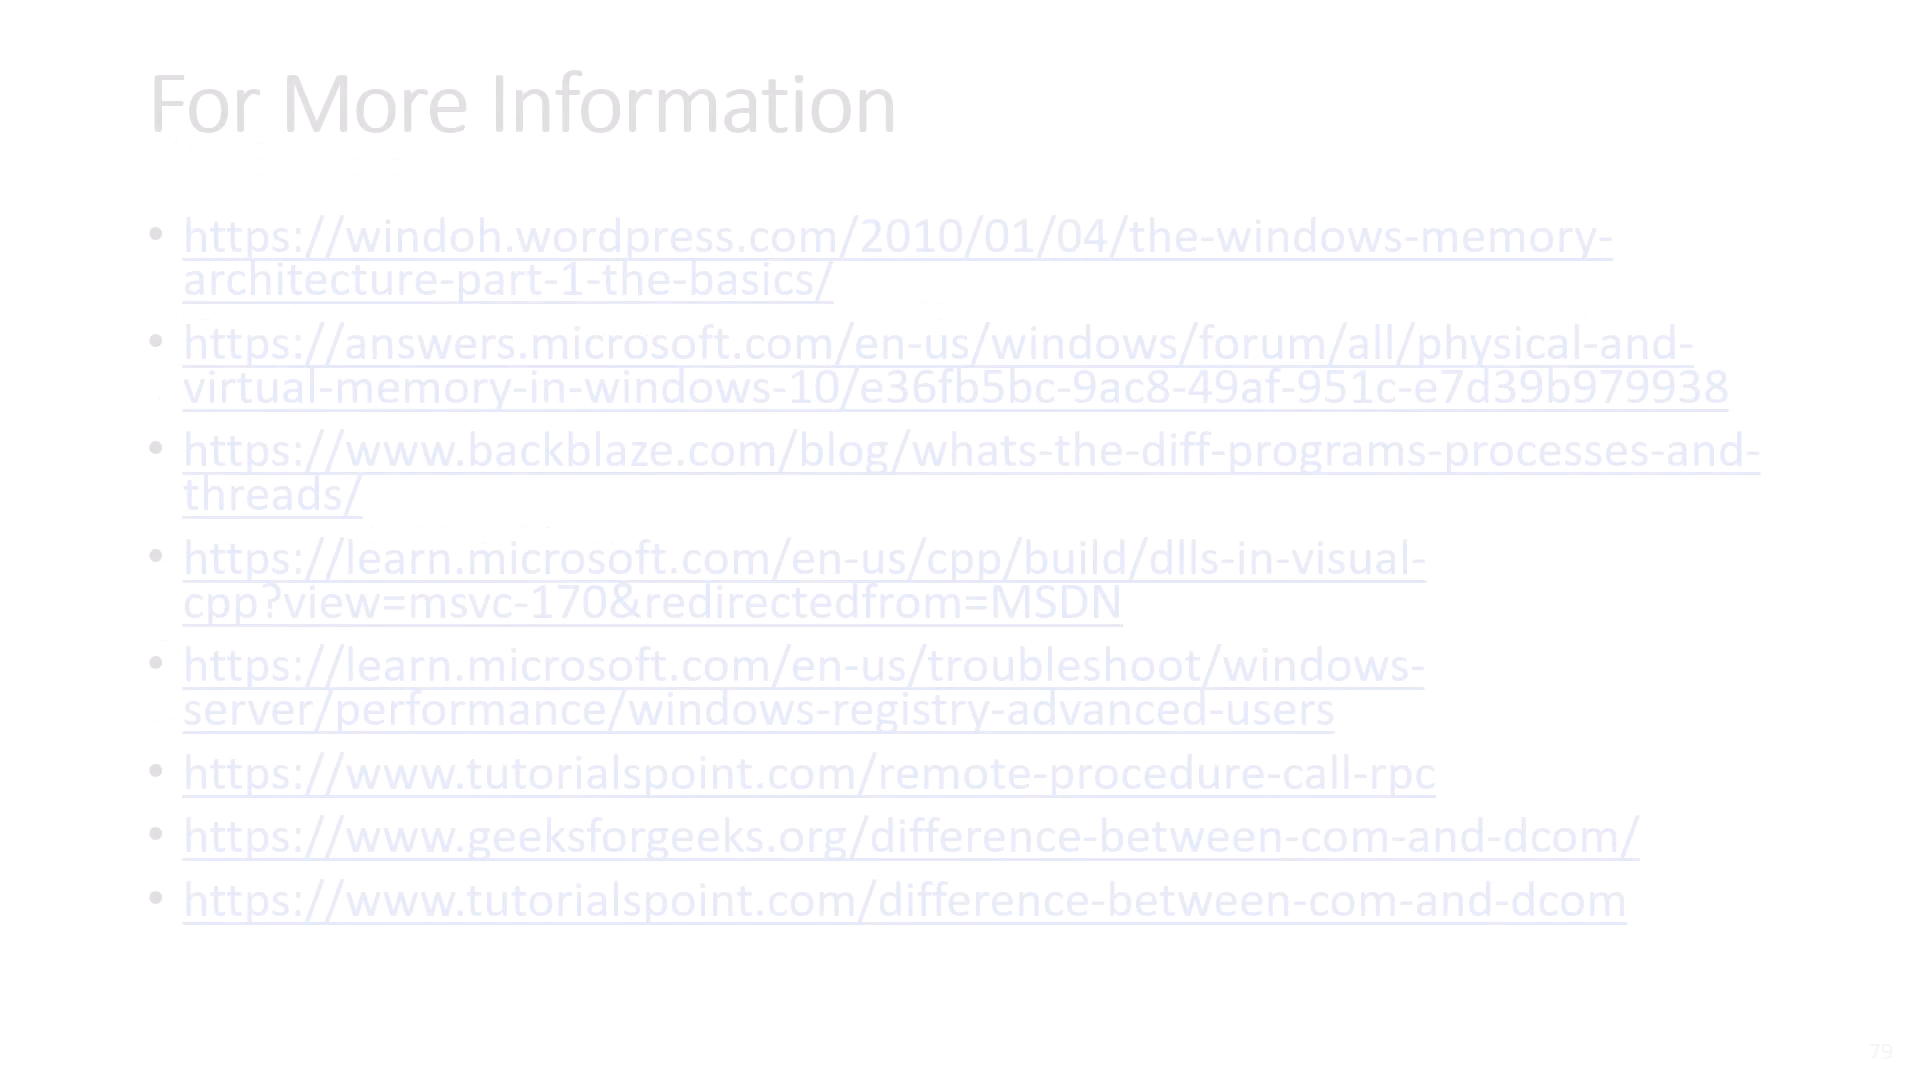 For More Information
• https://windoh.wordpress.com/2010/01/04/the-windows-memory-
architecture-part-1-the-basics/
• https://answers.microsoft.com/en-us/windows/forum/all/physical-and-
virtual-memory-in-windows-10/e36fb5bc-9ac8-49af-951c-e7d39b979938
• https://www.backblaze.com/blog/whats-the-diff-programs-processes-and-
threads/
• https://learn.microsoft.com/en-us/cpp/build/dlls-in-visual-
cpp?view=msvc-170&redirectedfrom=MSDN
• https://learn.microsoft.com/en-us/troubleshoot/windows-
server/performance/windows-registry-advanced-users
• https://www.tutorialspoint.com/remote-procedure-call-rpc
• https://www.geeksforgeeks.org/difference-between-com-and-dcom/
• https://www.tutorialspoint.com/difference-between-com-and-dcom
79